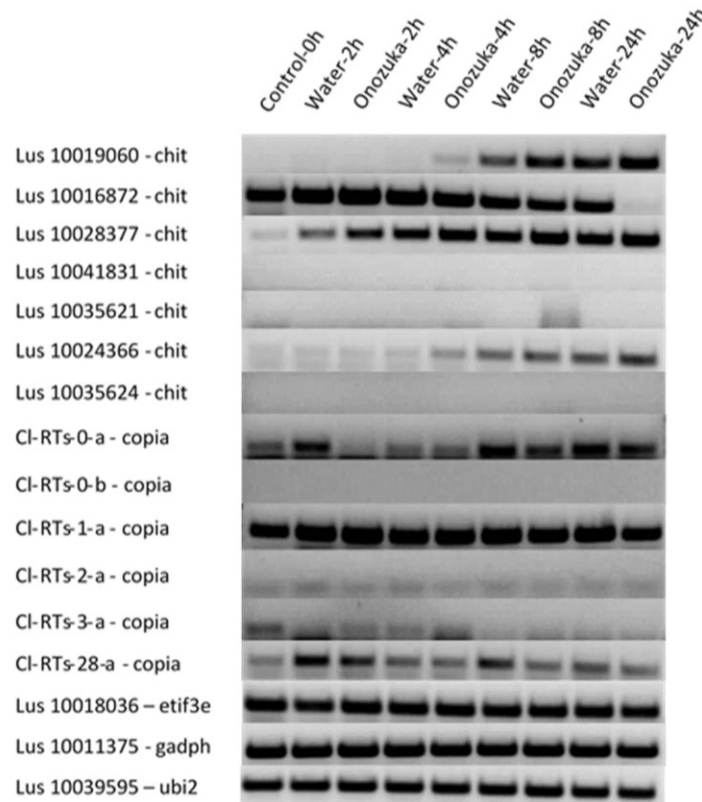 Control-0h
Water-2h
Onozuka-2h
Water-4h
Onozuka-4h
Water-8h
Onozuka-8h
Water-24h
Onozuka-24h
Lus 10019060 - chit
Lus 10016872 - chit
Lus 10028377 - chit
Lus 10041831 - chit
Lus 10035621 - chit
Lus 10024366 - chit
Lus 10035624 - chit
Cl-RTs-0-a - copia
Cl-RTs-0-b - copia
Cl-RTs-1-a - copia
Cl-RTs-2-a - copia
Cl-RTs-3-a - copia
Cl-RTs-28-a - copia
Lus 10018036 – etif3e
Lus 10011375 - gadph
Lus 10039595 – ubi2